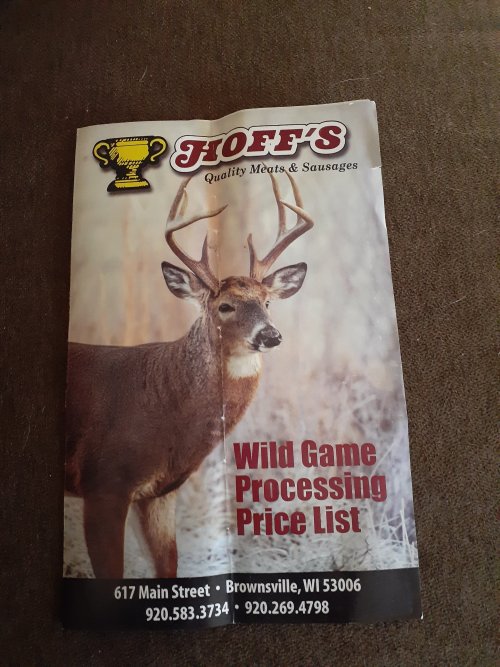 HOFF'S
Quality Meats & Sausages
Wild Game
Processing
Price List
617 Main Street • Brownsville, WI 53006
920.583.3734 • 920.269.4798